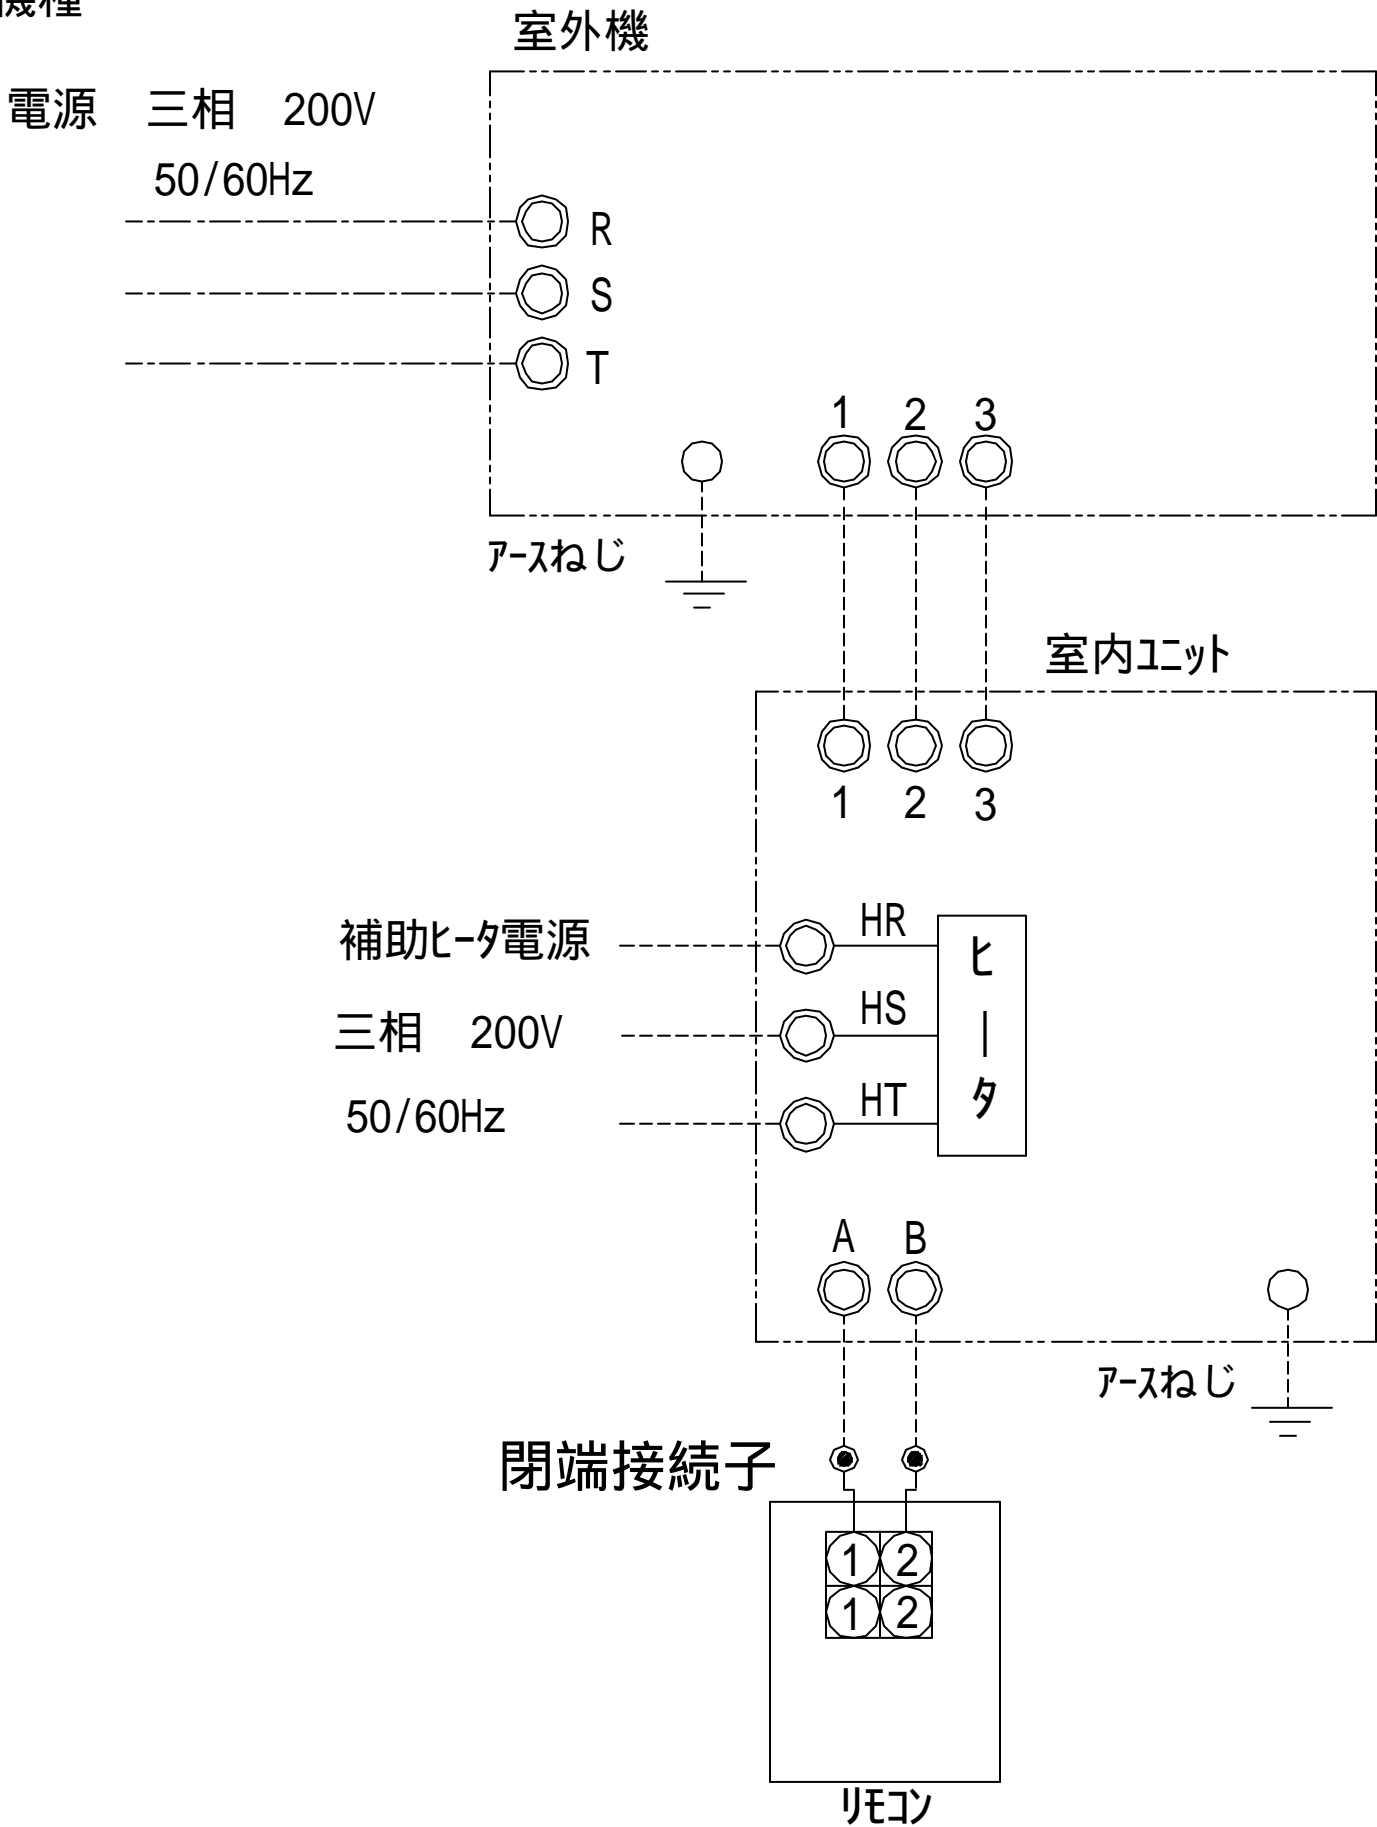 機種
室外機
電源　三相　200V
50/60Hz
R
S
T
1 2 3
ｱｰｽねじ
室内ﾕﾆｯﾄ
1 2 3
補助ﾋｰﾀ電源
HR
三相　200V
HS
50/60Hz
HT
ヒータ
A B
ｱｰｽねじ
閉端接続子
1 2
1 2
ﾘﾓｺﾝ